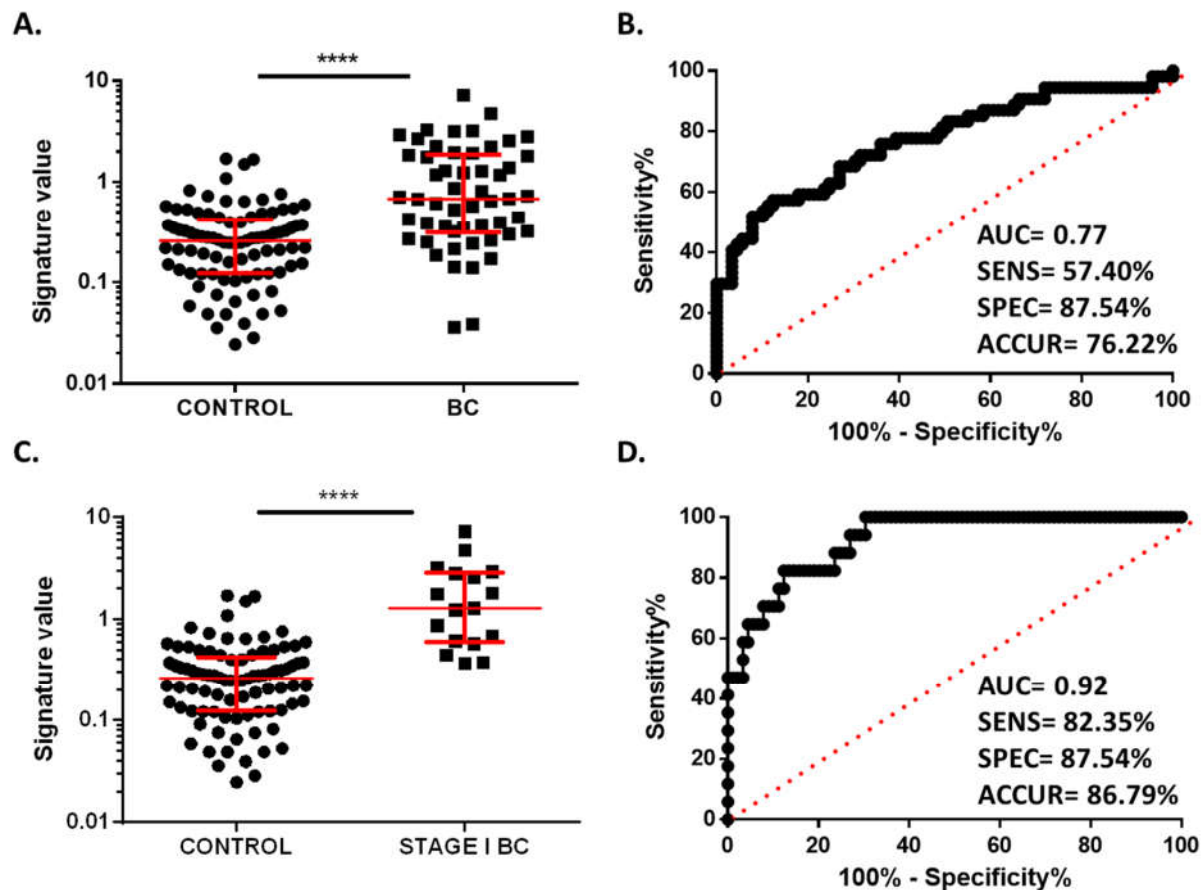 A.
****
Signature value
10
1
0.1
0.01
CONTROL
BC
B.
Sensitivity%
100
80
60
40
20
0
AUC= 0.77
SENS= 57.40%
SPEC= 87.54%
ACCUR= 76.22%
0
20
40
60
80
100
100% - Specificity%
C.
****
Signature value
10
1
0.1
0.01
CONTROL
STAGE I BC
D.
Sensitivity%
100
80
60
40
20
0
AUC= 0.92
SENS= 82.35%
SPEC= 87.54%
ACCUR= 86.79%
0
20
40
60
80
100
100% - Specificity%